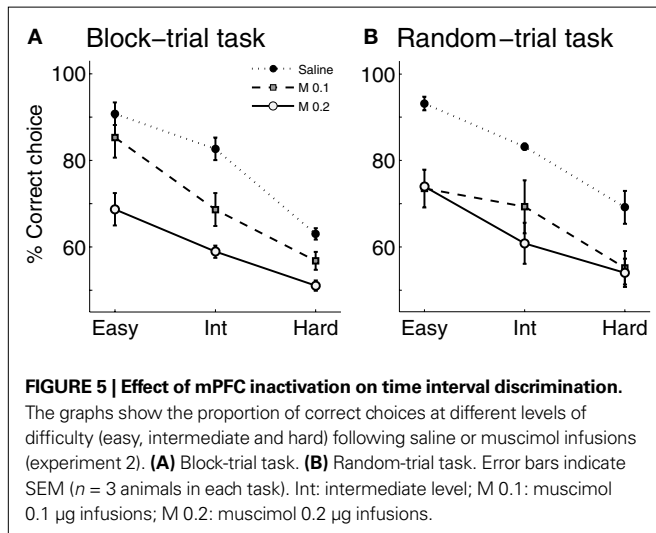 A Block–trial task
B Random–trial task
Saline
M 0.1
M 0.2
% Correct choice
100
80
60
Easy Int Hard
100
80
60
Easy Int Hard
FIGURE 5 | Effect of mPFC inactivation on time interval discrimination.
The graphs show the proportion of correct choices at different levels of
difficulty (easy, intermediate and hard) following saline or muscimol infusions
(experiment 2). (A) Block-trial task. (B) Random-trial task. Error bars indicate
SEM (n = 3 animals in each task). Int: intermediate level; M 0.1: muscimol
0.1 μg infusions; M 0.2: muscimol 0.2 μg infusions.